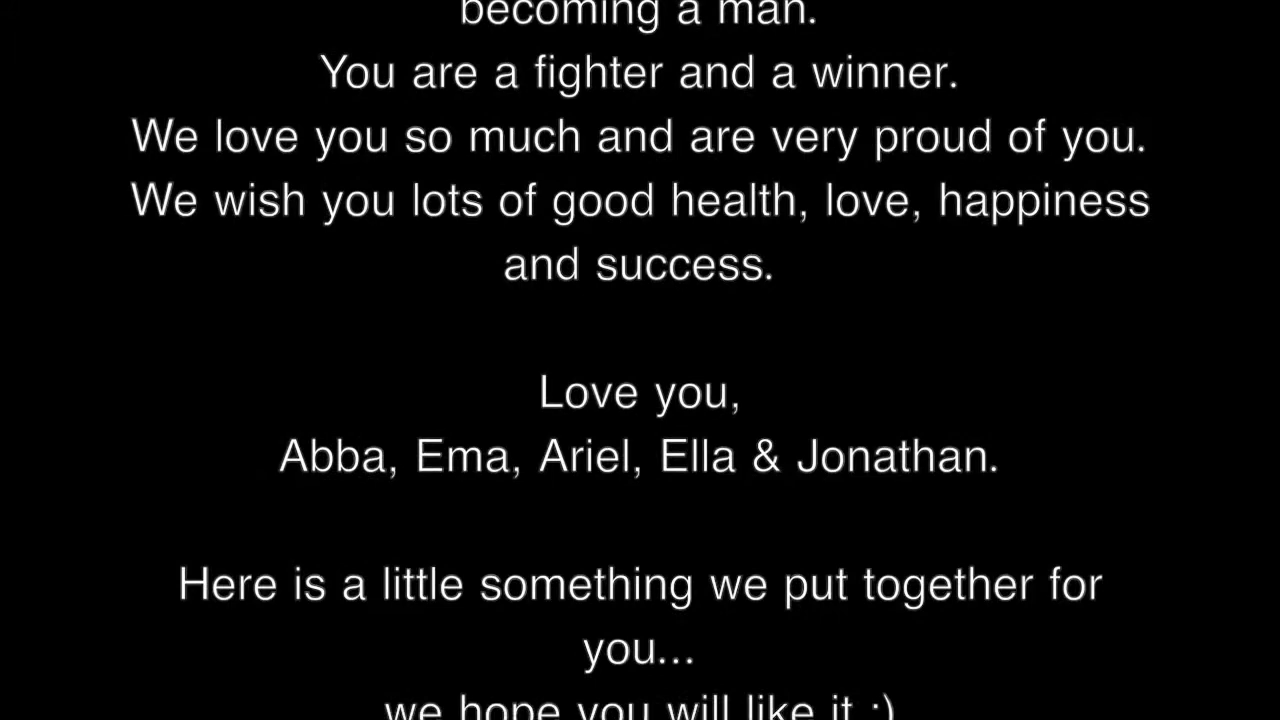 becoming a man.
You are a fighter and a winner.
We love you so much and are very proud of you.
We wish you lots of good health, love, happiness
and success.
Love you,
Abba, Ema, Ariel, Ella & Jonathan.
Here is a little something we put together for
you...
we hope you will like it :)